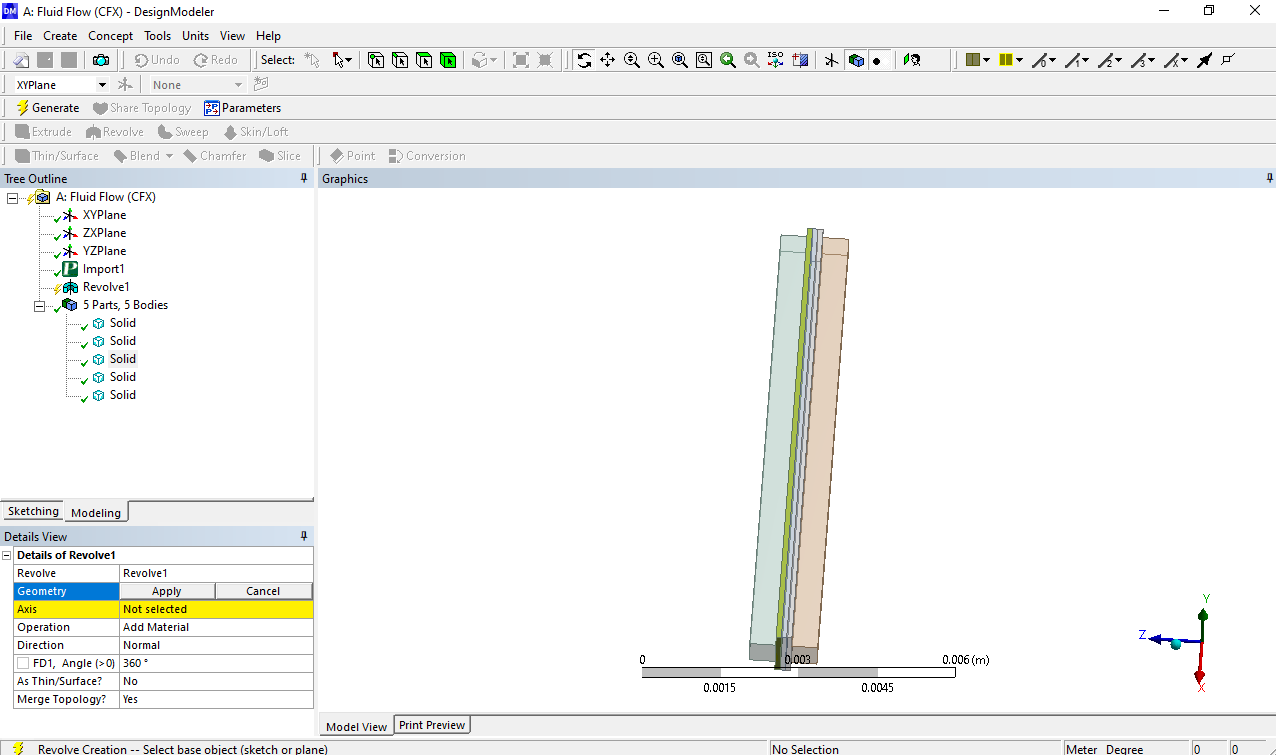 DM A: Fluid Flow (CFX) - DesignModeler
File Create Concept Tools Units View Help
Undo Redo Select: ISO
XYPlane None
Generate Share Topology Parameters
Extrude Revolve Sweep Skin/Loft
Thin/Surface Blend Chamfer Slice Point Conversion
Tree Outline
A: Fluid Flow (CFX)
XYPlane
ZXPlane
YZPlane
Import1
Revolve1
5 Parts, 5 Bodies
Solid
Solid
Solid
Solid
Solid
Sketching Modeling
Details View
Details of Revolve1
Revolve Revolve1
Geometry Apply Cancel
Axis Not selected
Operation Add Material
Direction Normal
FD1, Angle (>0) 360 °
As Thin/Surface? No
Merge Topology? Yes
Graphics
0 0.003 0.006 (m)
0.0015 0.0045
Y
Z
X
Model View Print Preview
Revolve Creation -- Select base object (sketch or plane) No Selection Meter Degree 0 0